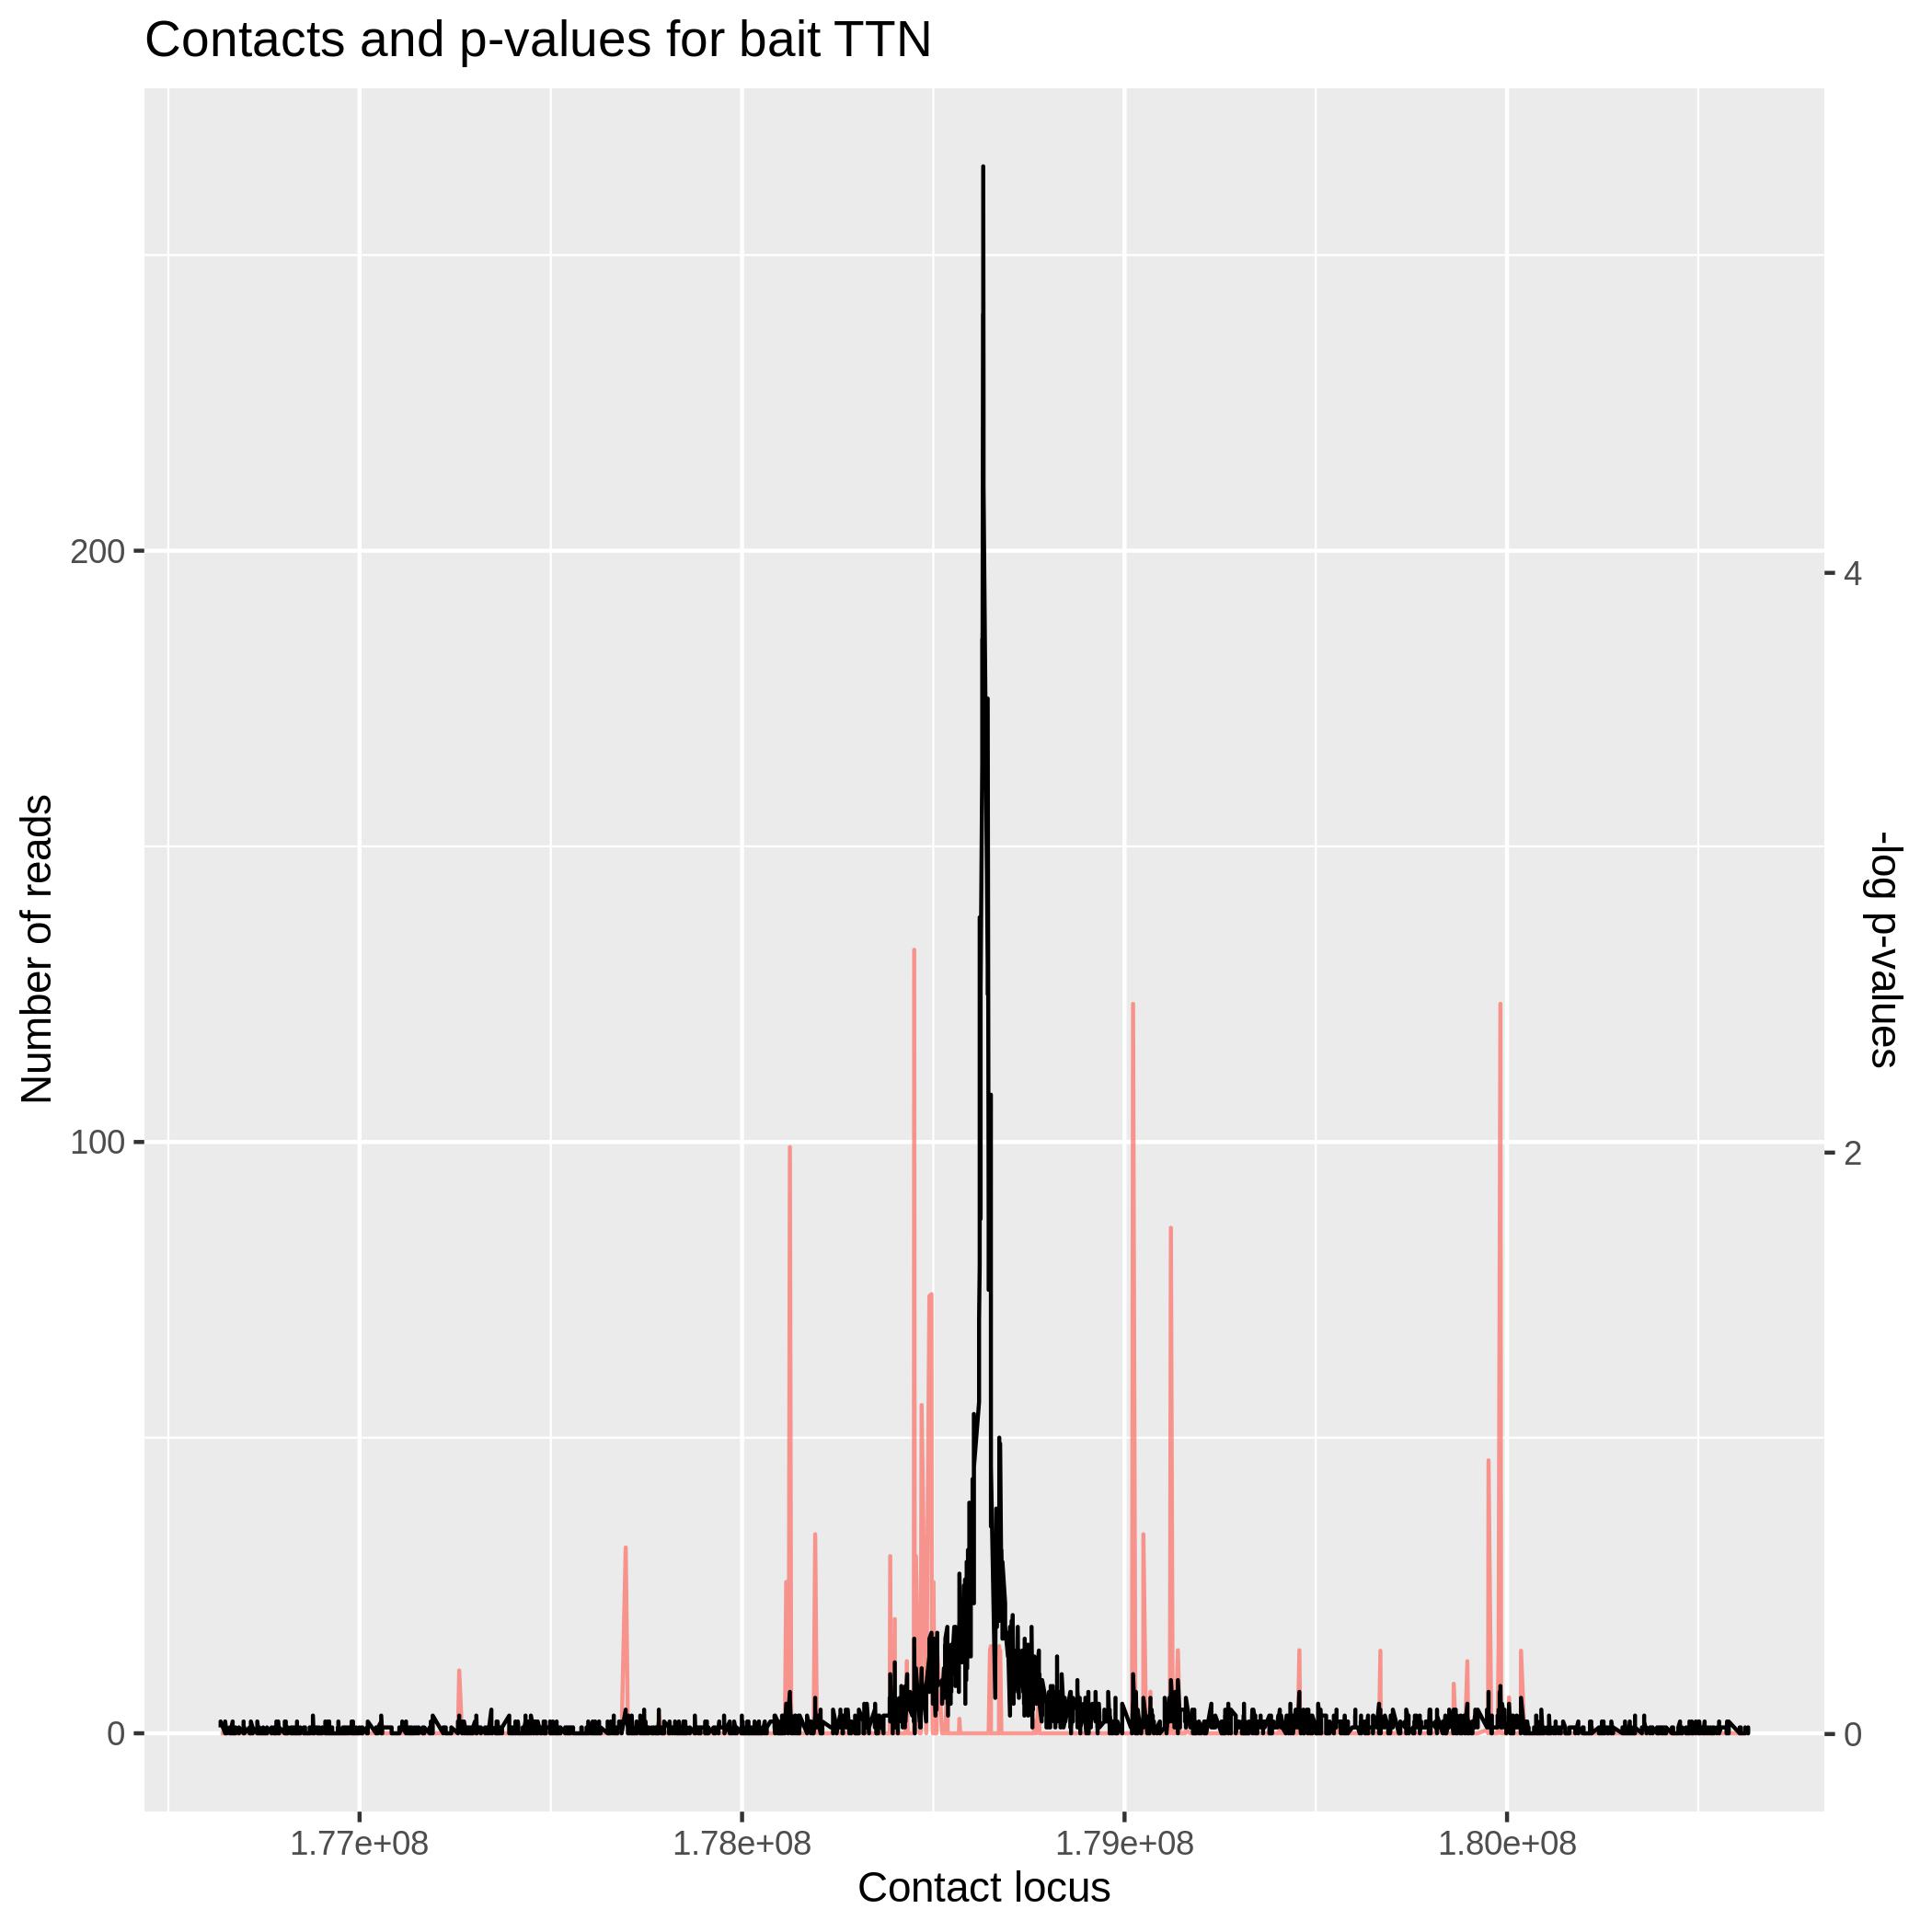 Contacts and p-values for bait TTN
Number of reads
200
100
0
4
2
0
-log p-values
1.77e+08
1.78e+08
1.79e+08
1.80e+08
Contact locus